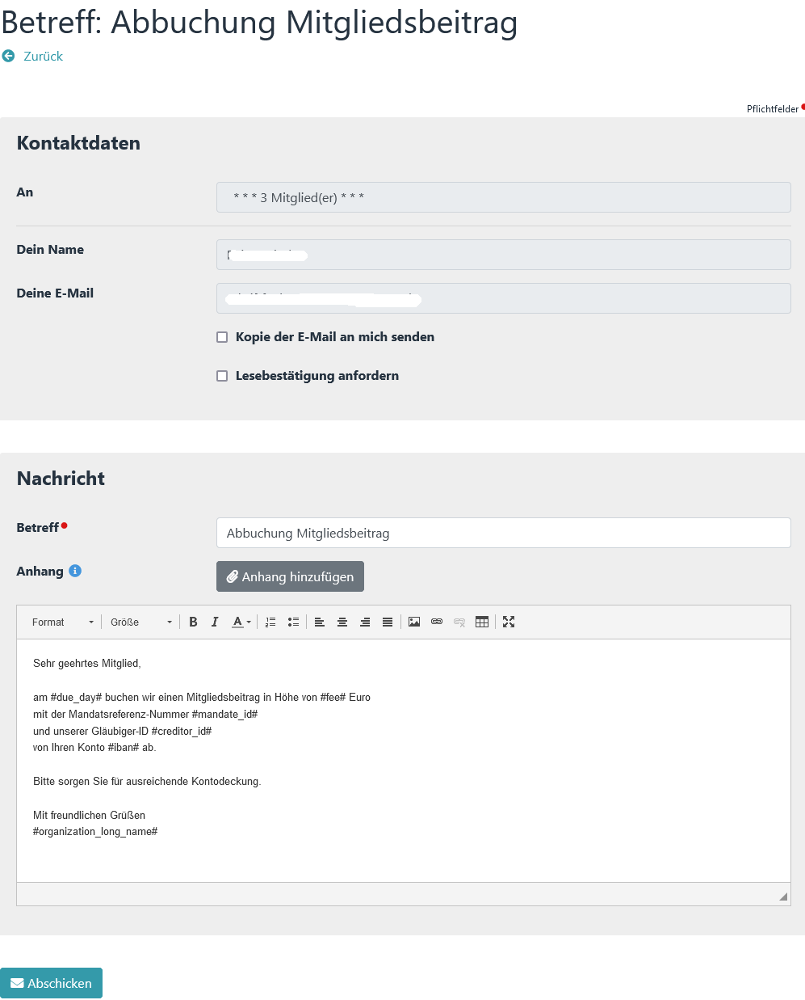 Betreff: Abbuchung Mitgliedsbeitrag
Zurück
Pflichtfelder
Kontaktdaten
An
* * * 3 Mitglied(er) * * *
Dein Name
Deine E-Mail
Kopie der E-Mail an mich senden
Lesebestätigung anfordern
Nachricht
Betreff
Abbuchung Mitgliedsbeitrag
Anhang
Anhang hinzufügen
Format Größe B I A
Sehr geehrtes Mitglied,
am #due_day# buchen wir einen Mitgliedsbeitrag in Höhe von #fee# Euro
mit der Mandatsreferenz-Nummer #mandate_id#
und unserer Gläubiger-ID #creditor_id#
von Ihren Konto #iban# ab.
Bitte sorgen Sie für ausreichende Kontodeckung.
Mit freundlichen Grüßen
#organization_long_name#
Abschicken